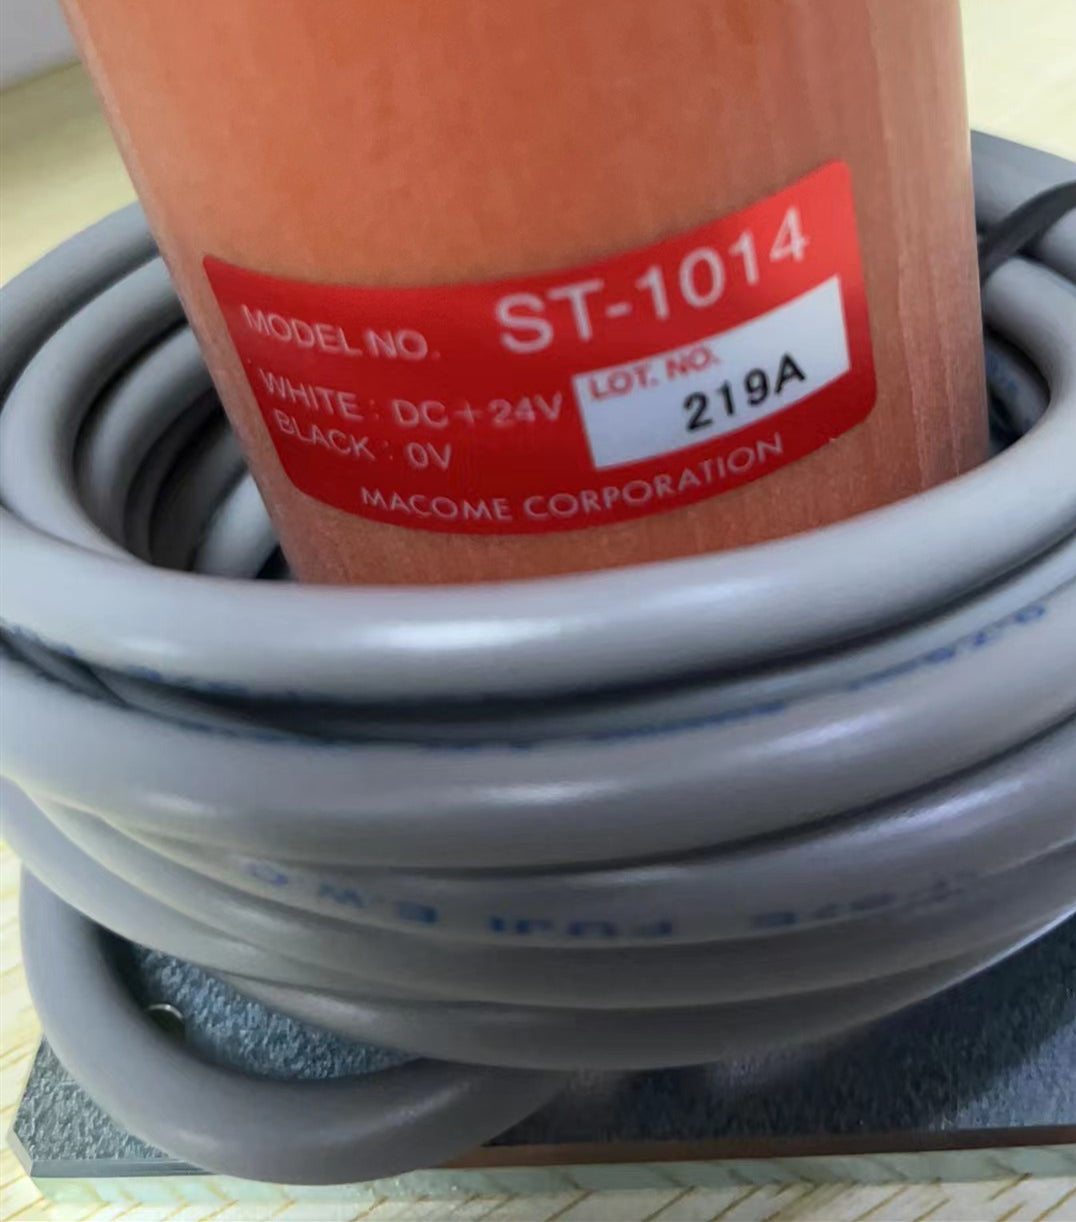 MODEL NO. ST-1014
WHITE : DC+24V
BLACK : 0V
LOT. NO.
219A
MACOME CORPORATION